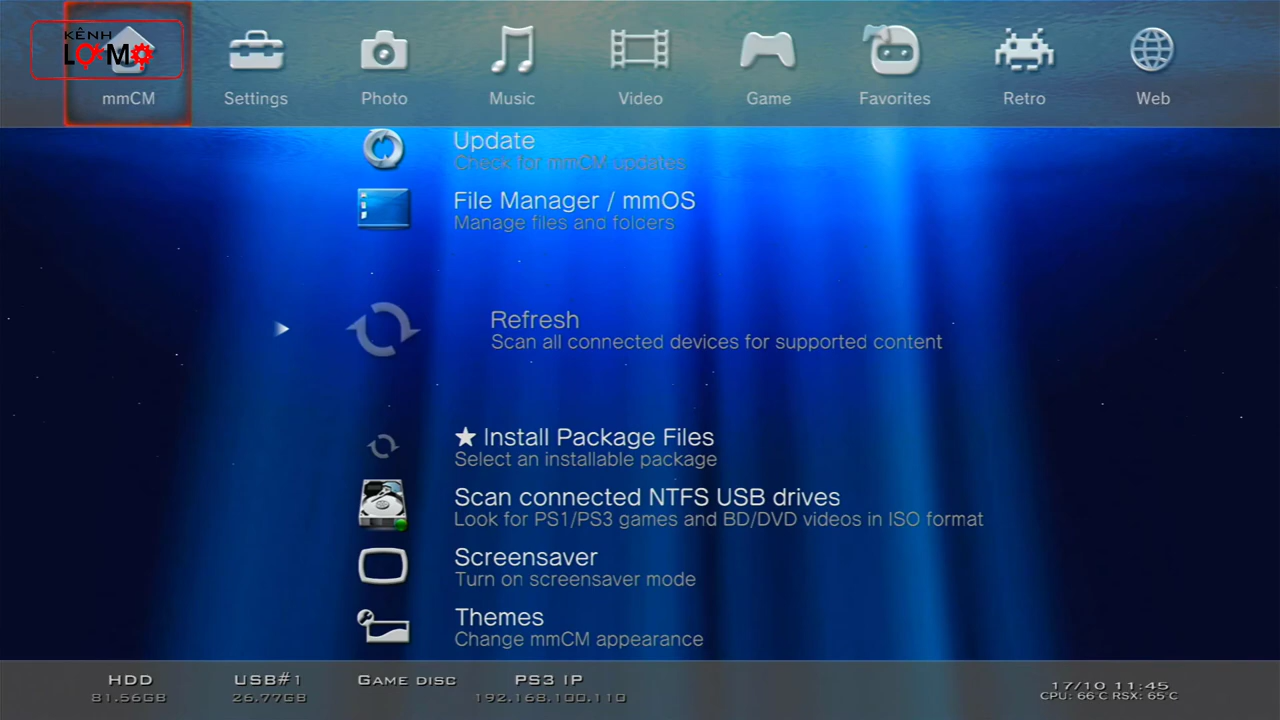 KÊNH
LOMO
mmCM
Settings
Photo
Music
Video
Game
Favorites
Retro
Web
Update
Check for mmCM updates
File Manager / mmOS
Manage files and folders
Refresh
Scan all connected devices for supported content
★ Install Package Files
Select an installable package
Scan connected NTFS USB drives
Look for PS1/PS3 games and BD/DVD videos in ISO format
Screensaver
Turn on screensaver mode
Themes
Change mmCM appearance
HDD
81.56GB
USB#1
26.77GB
Game disc
PS3 IP
192.168.100.110
17/10 11:45
CPU: 66°C RSX: 65°C